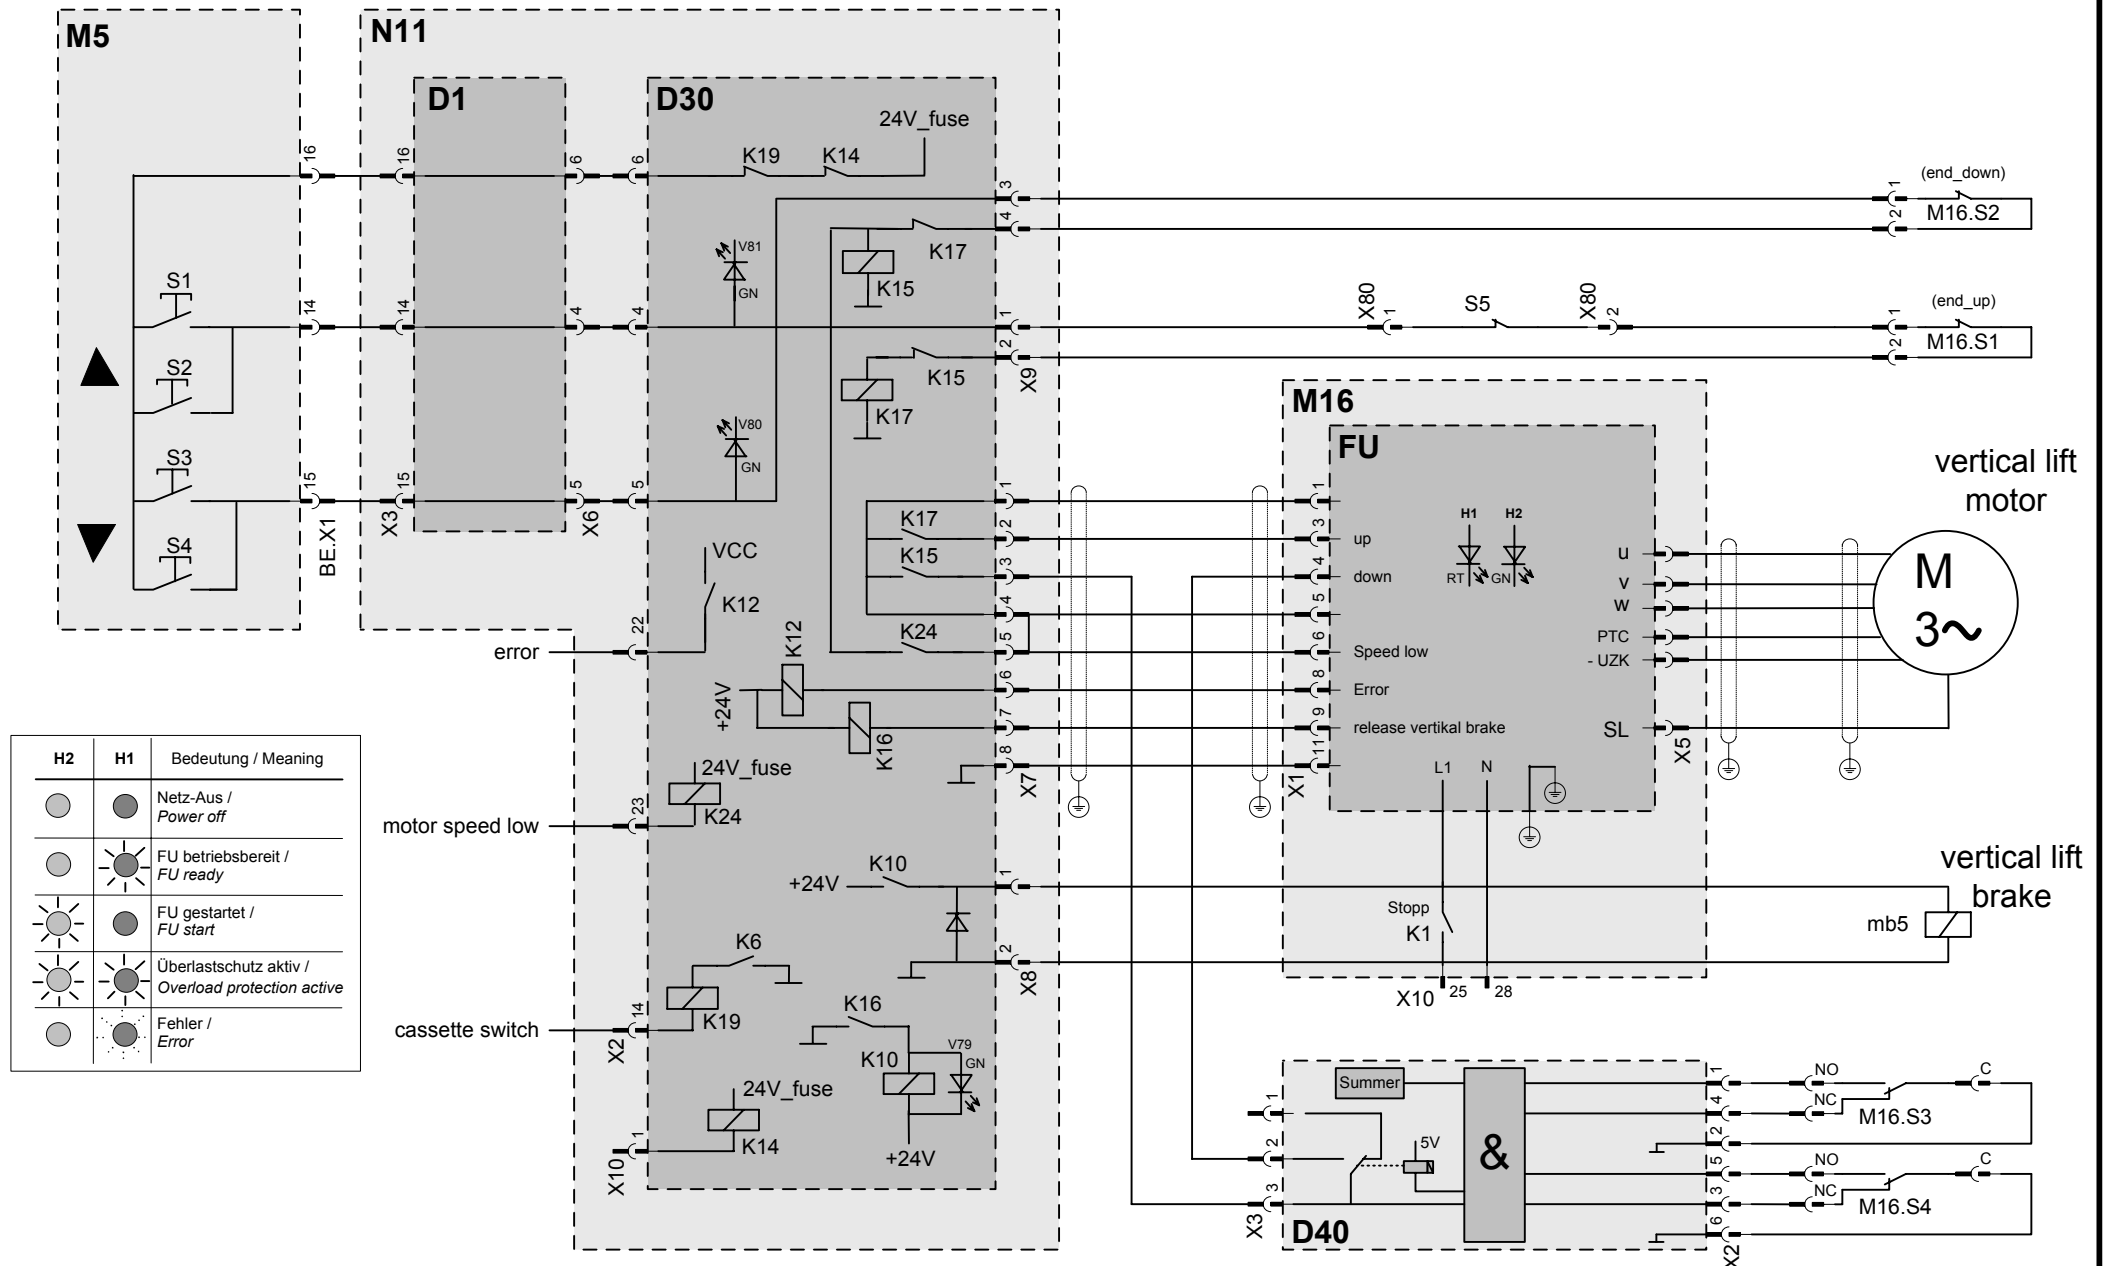 M5
N11
D1
D30
24V_fuse
K19
K14
16
16
6
6
3
4
K17
K15
V81
GN
1
2
(end_down)
M16.S2
S1
S2
S3
S4
14
14
4
4
1
2
X9
K15
K17
V80
GN
X80
1
S5
X80
2
1
2
(end_up)
M16.S1
15
BE.X1
15
X3
5
X6
5
VCC
K12
22
error
K17
K15
K24
K12
+24V
K16
1
2
3
4
5
6
7
8
X7
M16
FU
1
3
4
5
6
8
9
11
X1
up
down
Speed low
Error
release vertikal brake
H1
H2
RT
GN
u
v
w
PTC
- UZK
SL
X5
L1
N
vertical lift
motor
M
3~
24V_fuse
K24
23
motor speed low
+24V
K10
1
2
X8
Stopp
K1
X10
25
28
vertical lift
brake
mb5
K6
K19
14
X2
cassette switch
K16
K10
V79
GN
+24V
24V_fuse
K14
1
X10
Summer
&
5V
1
2
3
X3
D40
1
4
2
5
3
6
X2
NO
NC
C
M16.S3
NO
NC
C
M16.S4
H2 H1 Bedeutung / Meaning
Netz-Aus /
Power off
FU betriebsbereit /
FU ready
FU gestartet /
FU start
Überlastschutz aktiv /
Overload protection active
Fehler /
Error